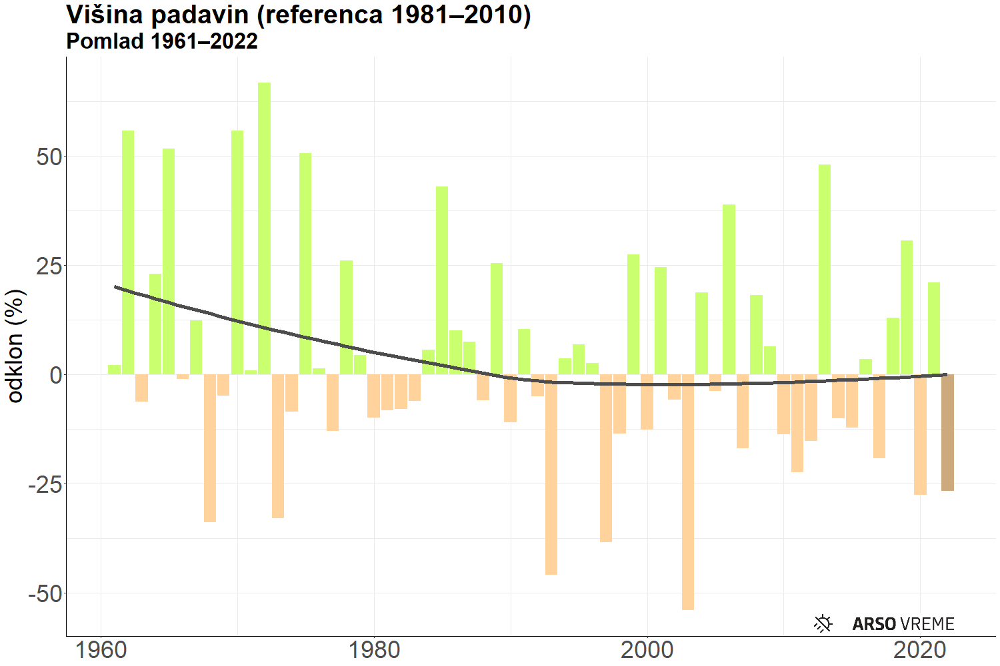 Višina padavin (referenca 1981–2010)
Pomlad 1961–2022
odklon (%)
50
25
0
-25
-50
1960
1980
2000
2020
ARSO VREME